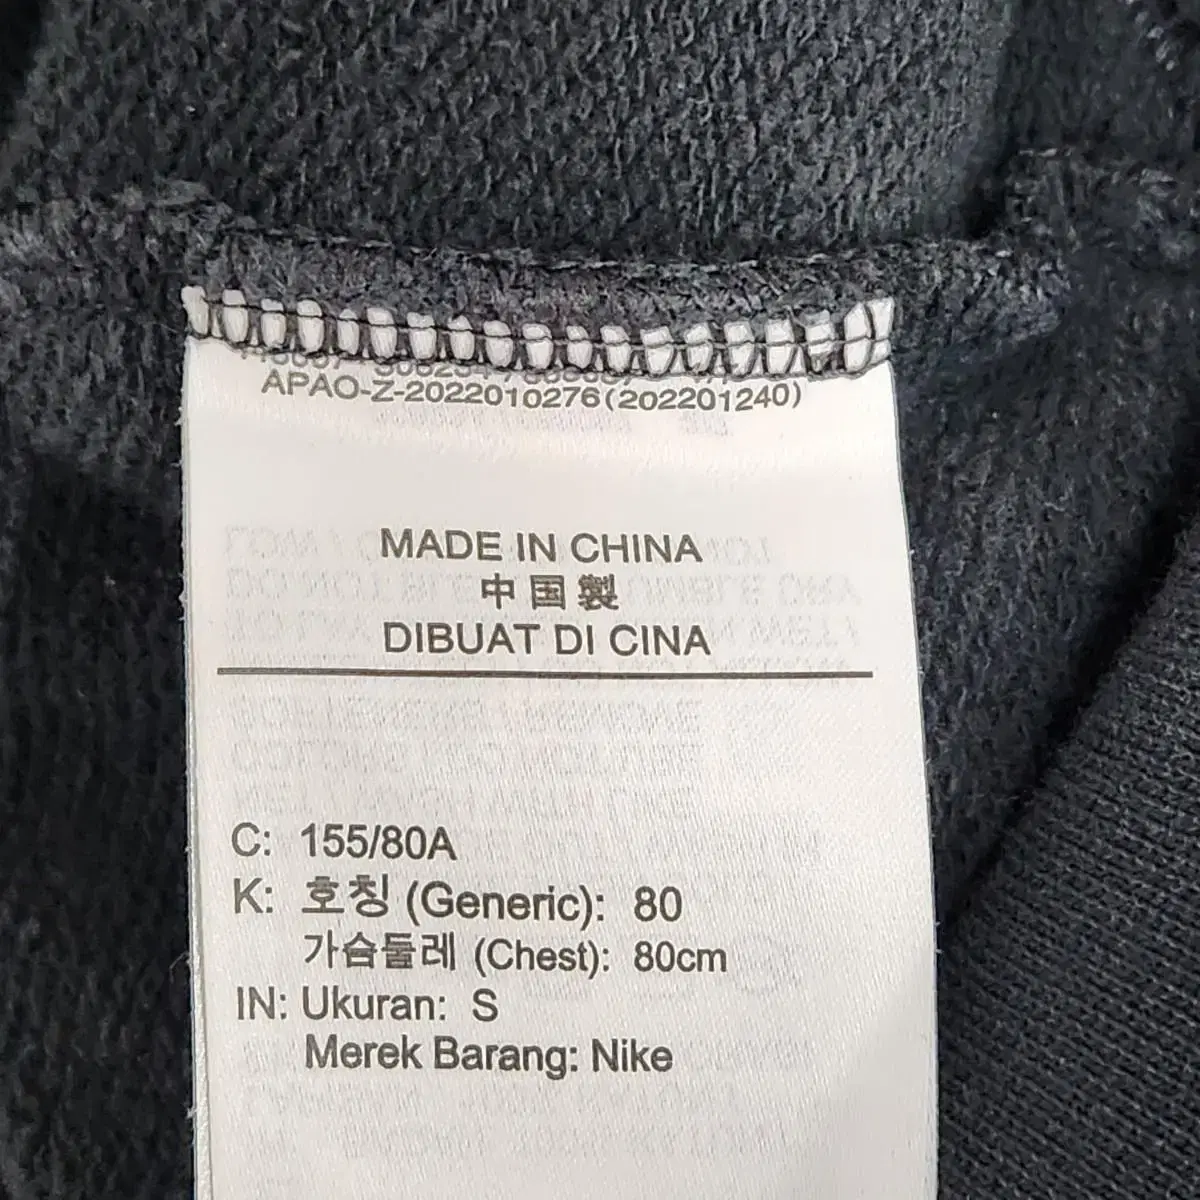 APAO-Z-2022010276(202201240)
MADE IN CHINA
中国製
DIBUAT DI CINA
C: 155/80A
K: 호칭 (Generic): 80
가슴둘레 (Chest): 80cm
IN: Ukuran: S
Merek Barang: Nike